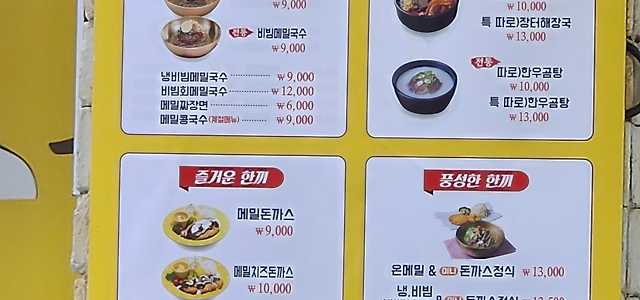 ₩9,000
전통 비빔메밀국수
₩9,000
냉비빔메밀국수 ₩9,000
비빔회메밀국수 ₩12,000
메밀짜장면 ₩6,000
메밀콩국수(계절메뉴) ₩9,000
₩10,000
특 따로)장터해장국
₩13,000
전통 따로)한우곰탕
₩10,000
특 따로)한우곰탕
₩13,000
즐거운 한끼
메밀돈까스
₩9,000
메밀치즈돈까스
₩10,000
풍성한 한끼
온메밀 & 미니 돈까스정식 ₩13,000
냉.비빔